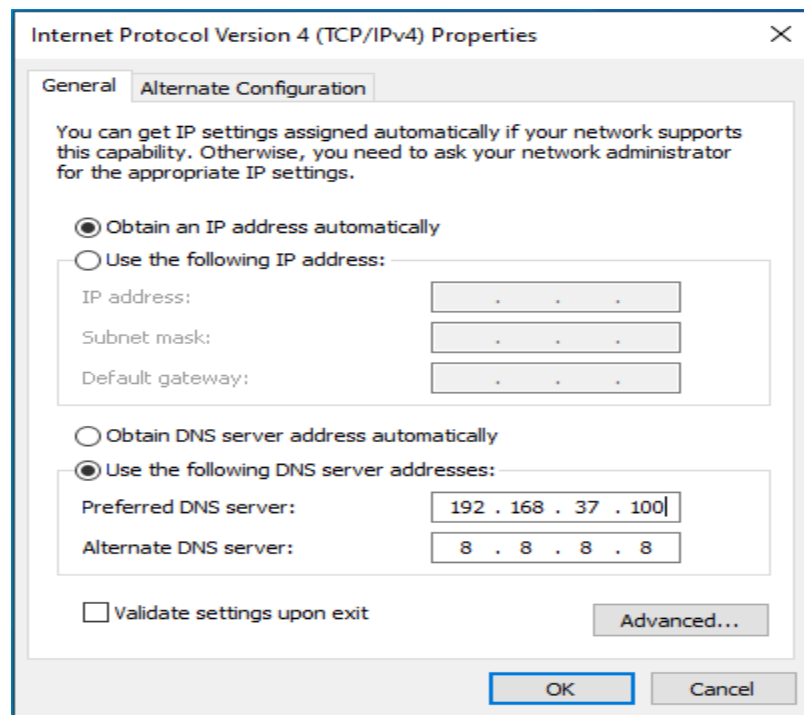 Internet Protocol Version 4 (TCP/IPv4) Properties
General
Alternate Configuration
You can get IP settings assigned automatically if your network supports
this capability. Otherwise, you need to ask your network administrator
for the appropriate IP settings.
Obtain an IP address automatically
Use the following IP address:
IP address:
. . .
Subnet mask:
. . .
Default gateway:
. . .
Obtain DNS server address automatically
Use the following DNS server addresses:
Preferred DNS server:
192 . 168 . 37 . 100
Alternate DNS server:
8 . 8 . 8 . 8
Validate settings upon exit
Advanced...
OK
Cancel